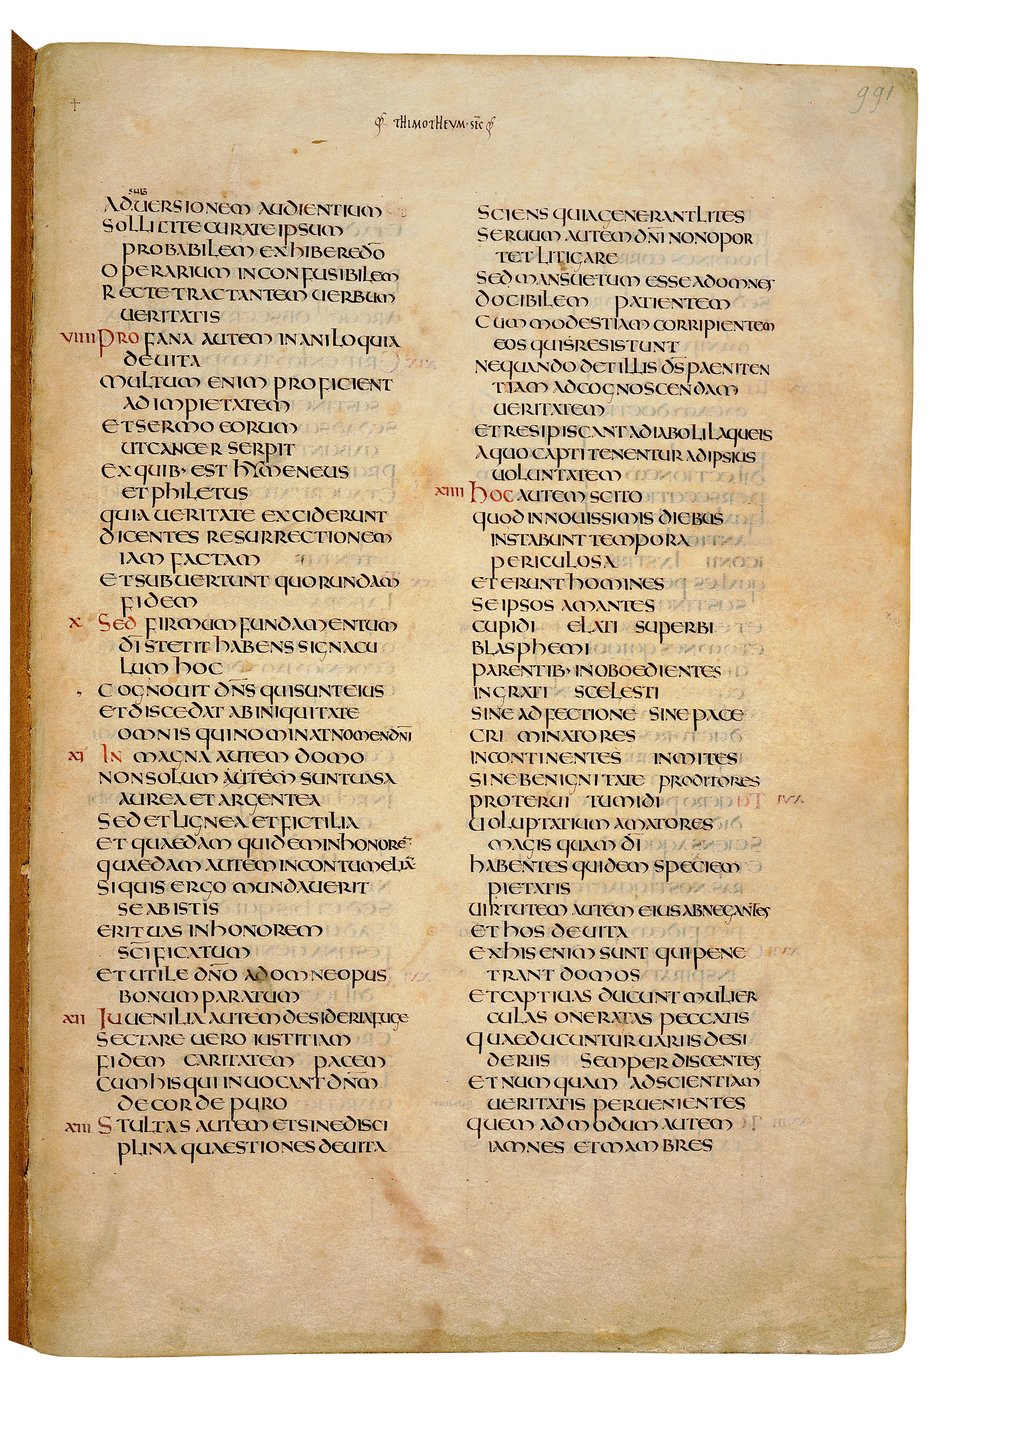 991
THIMOTHEVM · SEC
SUB
ADUERSIONEM AUDIENTIUM
SOLLICITE CURATE IPSUM
PROBABILEM EXHIBERE DO
OPERARIUM INCONFUSIBILEM
RECTE TRACTANTEM UERBUM
UERITATIS
VIIII PROFANA AUTEM INANILOQUIA
DEUITA
MULTUM ENIM PROFICIENT
AD IMPIETATEM
ET SERMO EORUM
UT CANCER SERPIT
EX QUIB· EST HYMENEUS
ET PHILETUS
QUIA UERITATE EXCIDERUNT
DICENTES RESURRECTIONEM
IAM FACTAM
ET SUBUERTUNT QUORUNDAM
FIDEM
X SED FIRMUM FUNDAMENTUM
DI STETIT HABENS SIGNACU
LUM HOC
COGNOUIT DNS QUI SUNT EIUS
ET DISCEDAT AB INIQUITATE
OMNIS QUI NOMINAT NOMEN DNI
XI IN MAGNA AUTEM DOMO
NON SOLUM AUTEM SUNT UASA
AUREA ET ARGENTEA
SED ET LIGNEA ET FICTILIA
ET QUAEDAM QUIDEM IN HONORE
QUAEDAM AUTEM IN CONTUMELIA
SI QUIS ERGO MUNDAUERIT
SE AB ISTIS
ERIT UAS IN HONOREM
SCIFICATUM
ET UTILE DNO AD OMNE OPUS
BONUM PARATUM
XII IUUENILIA AUTEM DESIDERIA FUGE
SECTARE UERO IUSTITIAM
FIDEM CARITATEM PACEM
CUM HIS QUI INUOCANT DNM
DE CORDE PURO
XIII STULTAS AUTEM ET SINE DISCI
PLINA QUAESTIONES DEUITA
SCIENS QUIA GENERANT LITES
SERUUM AUTEM DNI NON OPOR
TET LITIGARE
SED MANSUETUM ESSE AD OMNES
DOCIBILEM PATIENTEM
CUM MODESTIAM CORRIPIENTEM
EOS QUI RESISTUNT
NEQUANDO DET ILLIS DS PAENITEN
TIAM AD COGNOSCENDAM
UERITATEM
ET RESIPISCANT A DIABOLI LAQUEIS
A QUO CAPTI TENENTUR AD IPSIUS
UOLUNTATEM
XIIII HOC AUTEM SCITO
QUOD IN NOUISSIMIS DIEBUS
INSTABUNT TEMPORA
PERICULOSA
ET ERUNT HOMINES
SE IPSOS AMANTES
CUPIDI ELATI SUPERBI
BLASPHEMI
PARENTIB· INOBOEDIENTES
INGRATI SCELESTI
SINE ADFECTIONE SINE PACE
CRIMINATORES
INCONTINENTES INMITES
SINE BENIGNITATE PRODITORES
PROTERUI TUMIDI
UOLUPTATIUM AMATORES
MAGIS QUAM DI
HABENTES QUIDEM SPECIEM
PIETATIS
UIRTUTEM AUTEM EIUS ABNEGANTES
ET HOS DEUITA
EX HIS ENIM SUNT QUI PENE
TRANT DOMOS
ET CAPTIUAS DUCUNT MULIER
CULAS ONERATAS PECCATIS
QUAE DUCUNTUR UARIIS DESI
DERIIS SEMPER DISCENTES
ET NUMQUAM AD SCIENTIAM
UERITATIS PERUENIENTES
QUEM AD MODUM AUTEM
IAMNES ET MAMBRES